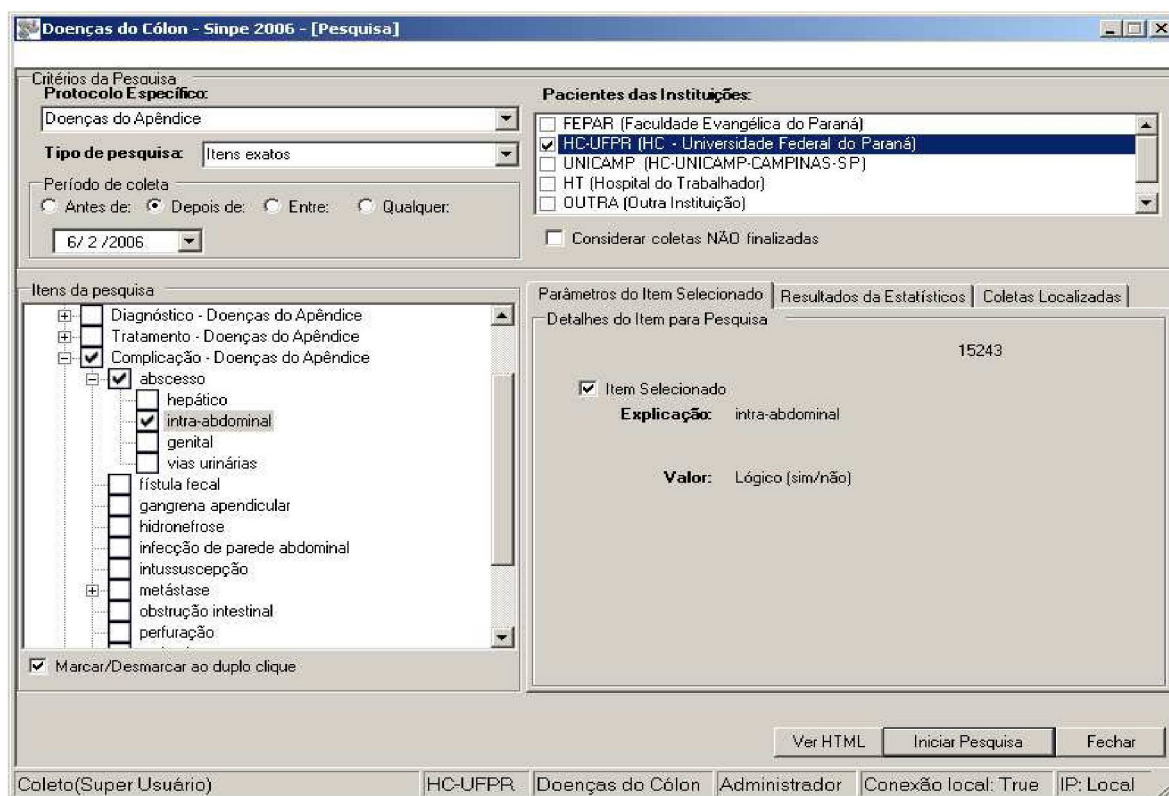 Doenças do Cólon - Sinpe 2006 - [Pesquisa]
Critérios da Pesquisa
Protocolo Específico:
Doenças do Apêndice
Tipo de pesquisa: Itens exatos
Período de coleta
Antes de: Depois de: Entre: Qualquer:
6/ 2 /2006
Pacientes das Instituições:
FEPAR (Faculdade Evangélica do Paraná)
HC-UFPR (HC - Universidade Federal do Paraná)
UNICAMP (HC-UNICAMP-CAMPINAS-SP)
HT (Hospital do Trabalhador)
OUTRA (Outra Instituição)
Considerar coletas NÃO finalizadas
Itens da pesquisa
Diagnóstico - Doenças do Apêndice
Tratamento - Doenças do Apêndice
Complicação - Doenças do Apêndice
abscesso
hepático
intra-abdominal
genital
vias urinárias
fístula fecal
gangrena apendicular
hidronefrose
infecção de parede abdominal
intussuscepção
metástase
obstrução intestinal
perfuração
Marcar/Desmarcar ao duplo clique
Parâmetros do Item Selecionado Resultados da Estatísticos Coletas Localizadas
Detalhes do Item para Pesquisa
15243
Item Selecionado
Explicação: intra-abdominal
Valor: Lógico (sim/não)
Ver HTML Iniciar Pesquisa Fechar
Coleto(Super Usuário) HC-UFPR Doenças do Cólon Administrador Conexão local: True IP: Local